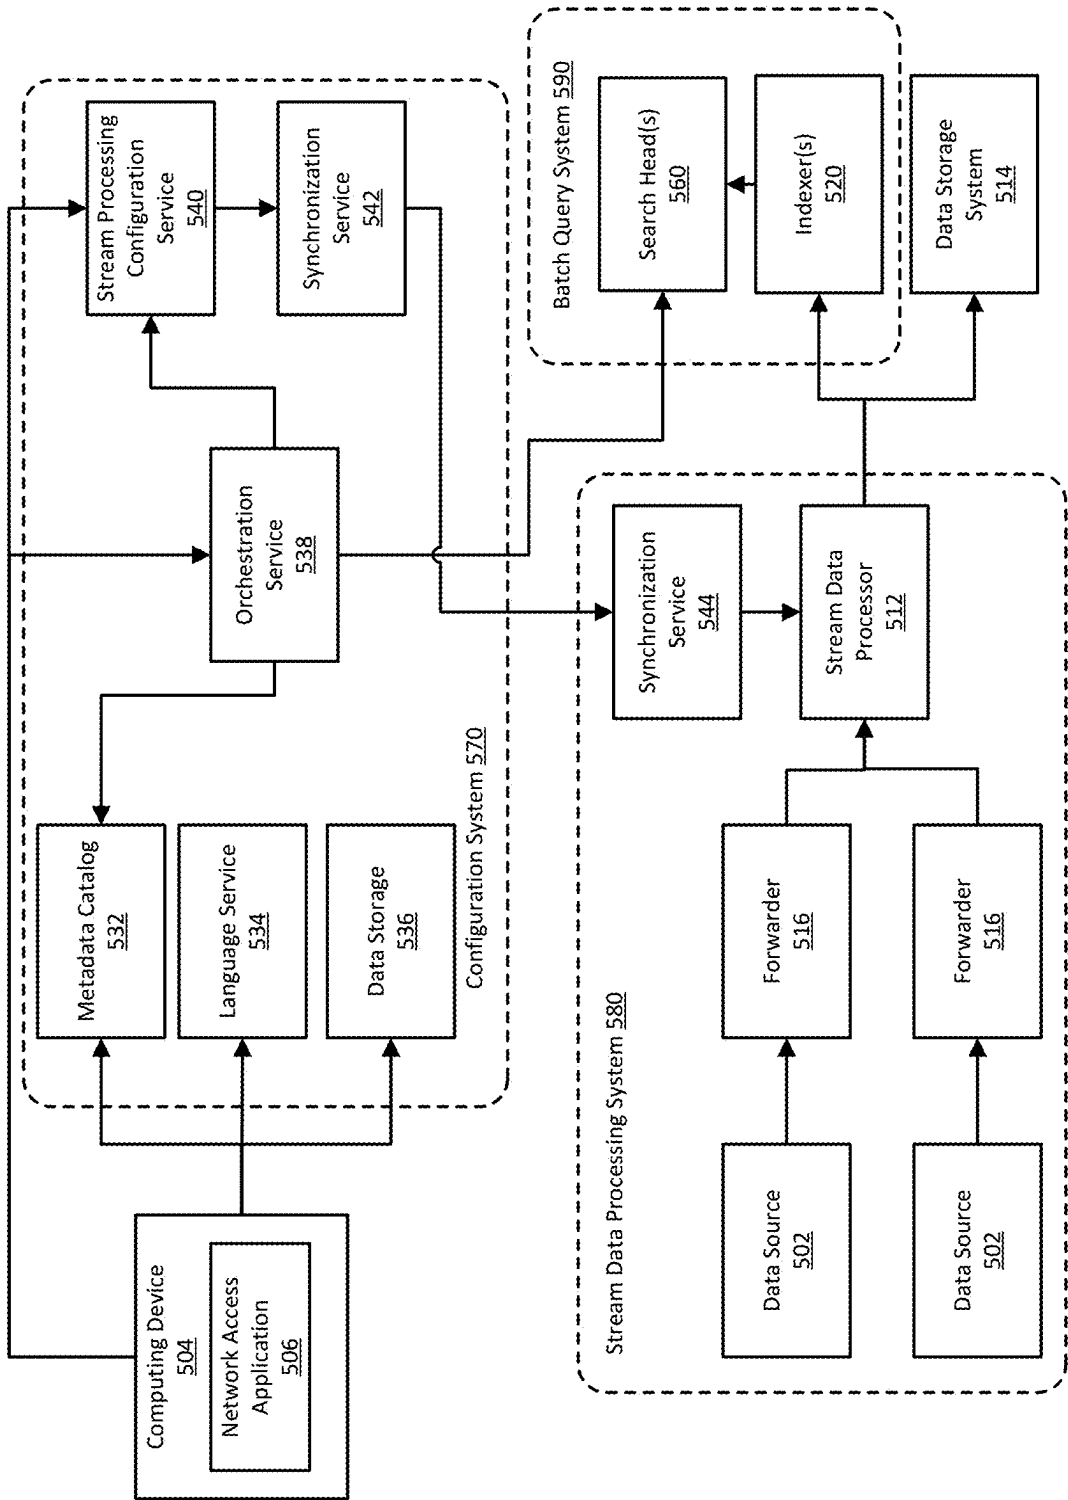 Computing Device
504
Network Access
Application
506
Metadata Catalog
532
Language Service
534
Data Storage
536
Configuration System 570
Orchestration
Service
538
Stream Processing
Configuration
Service
540
Synchronization
Service
542
Stream Data Processing System 580
Data Source
502
Data Source
502
Forwarder
516
Forwarder
516
Synchronization
Service
544
Stream Data
Processor
512
Batch Query System 590
Search Head(s)
560
Indexer(s)
520
Data Storage
System
514